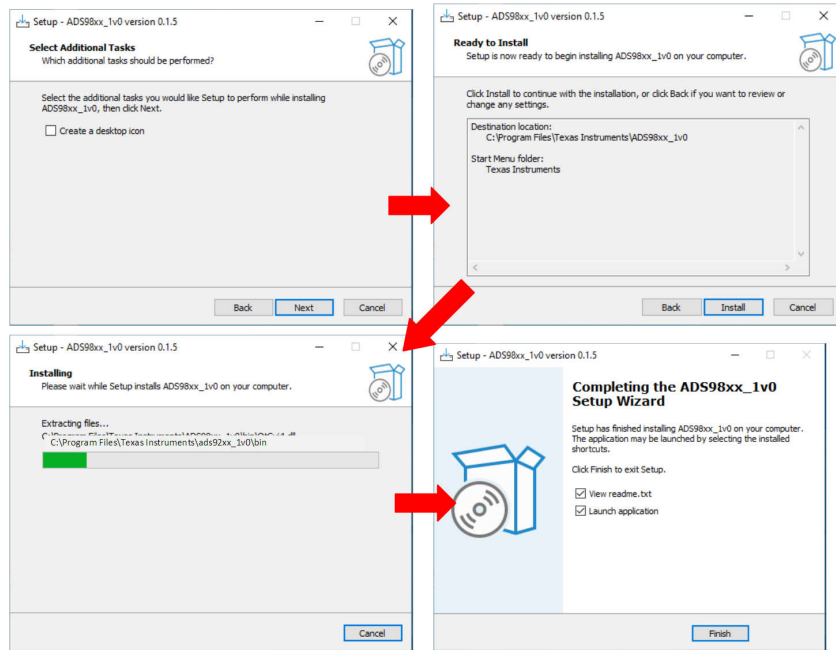 Setup - ADS98xx_1v0 version 0.1.5
Select Additional Tasks
Which additional tasks should be performed?
Select the additional tasks you would like Setup to perform while installing
ADS98xx_1v0, then click Next.
Create a desktop icon
Back Next Cancel
Setup - ADS98xx_1v0 version 0.1.5
Ready to Install
Setup is now ready to begin installing ADS98xx_1v0 on your computer.
Click Install to continue with the installation, or click Back if you want to review or
change any settings.
Destination location:
C:\Program Files\Texas Instruments\ADS98xx_1v0
Start Menu folder:
Texas Instruments
Back Install Cancel
Setup - ADS98xx_1v0 version 0.1.5
Installing
Please wait while Setup installs ADS98xx_1v0 on your computer.
Extracting files...
C:\Program Files\Texas Instruments\ads92xx_1v0\bin
Cancel
Setup - ADS98xx_1v0 version 0.1.5
Completing the ADS98xx_1v0
Setup Wizard
Setup has finished installing ADS98xx_1v0 on your computer.
The application may be launched by selecting the installed
shortcuts.
Click Finish to exit Setup.
View readme.txt
Launch application
Finish